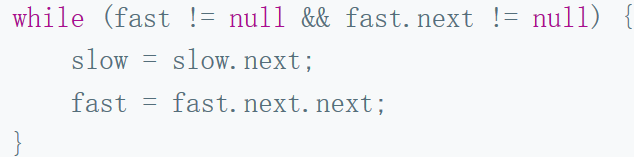 while (fast != null && fast.next != null) {
    slow = slow.next;
    fast = fast.next.next;
}